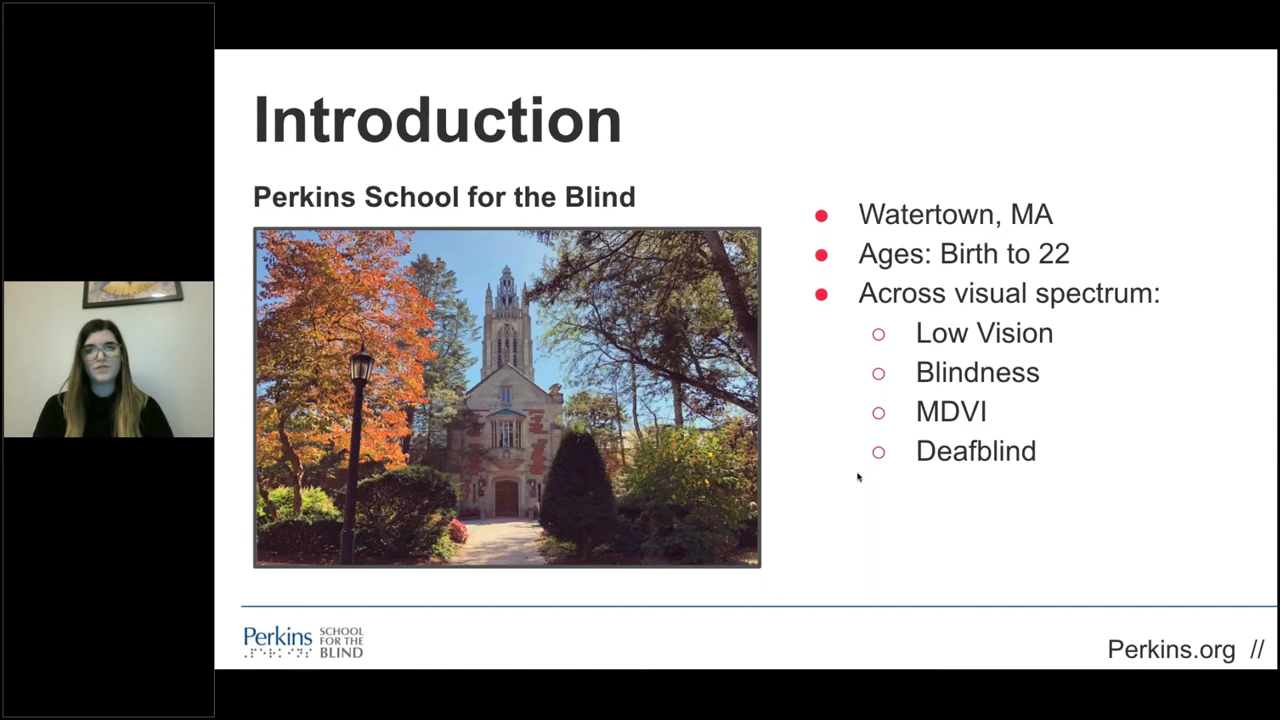 Introduction
Perkins School for the Blind
● Watertown, MA
● Ages: Birth to 22
● Across visual spectrum:
○ Low Vision
○ Blindness
○ MDVI
○ Deafblind
Perkins SCHOOL
FOR THE
BLIND
Perkins.org //